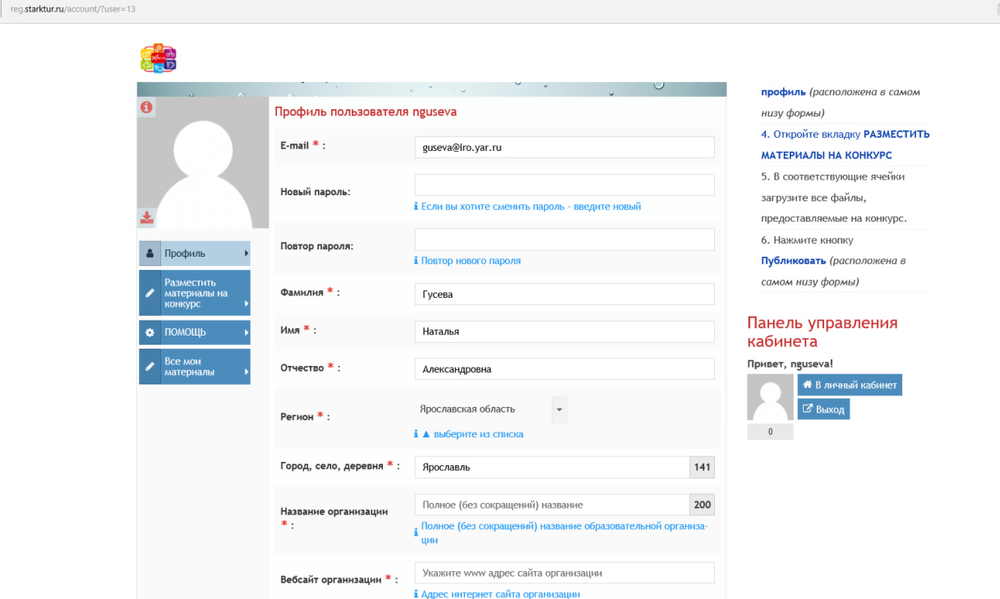 reg.starktur.ru/account/?user=13
Профиль пользователя nguseva
E-mail * :
guseva@iro.yar.ru
Новый пароль:
Если вы хотите сменить пароль - введите новый
Повтор пароля:
Повтор нового пароля
Фамилия * :
Гусева
Имя * :
Наталья
Отчество * :
Александровна
Регион * :
Ярославская область
▲ выберите из списка
Город, село, деревня * :
Ярославль
141
Название организации
* :
Полное (без сокращений) название
200
Полное (без сокращений) название образовательной организа-
ции
Вебсайт организации * :
Укажите www адрес сайта организации
Адрес интернет сайта организации
Профиль
Разместить
материалы на
конкурс
ПОМОЩЬ
Все мои
материалы
профиль (расположена в самом
низу формы)
4. Откройте вкладку РАЗМЕСТИТЬ
МАТЕРИАЛЫ НА КОНКУРС
5. В соответствующие ячейки
загрузите все файлы,
предоставляемые на конкурс.
6. Нажмите кнопку
Публиковать (расположена в
самом низу формы)
Панель управления
кабинета
Привет, nguseva!
В личный кабинет
Выход
0